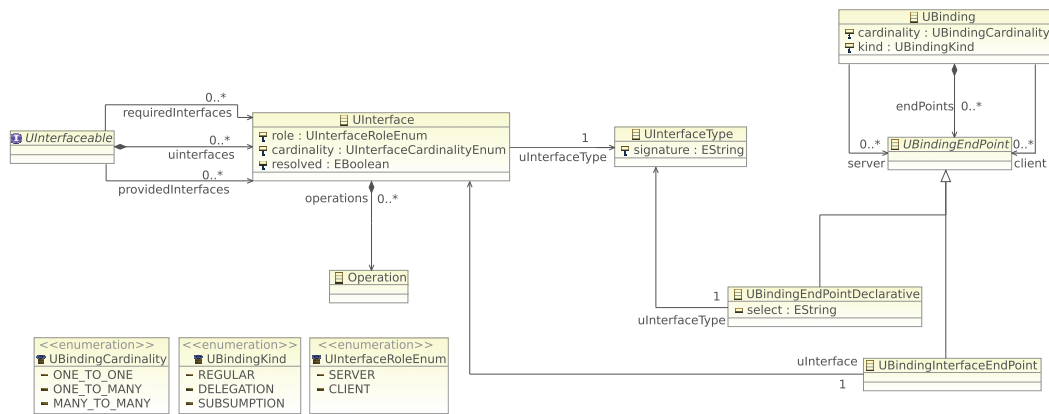 UBinding
cardinality : UBindingCardinality
kind : UBindingKind
endPoints 0..*
0..*
requiredInterfaces
UInterface
role : UInterfaceRoleEnum
cardinality : UInterfaceCardinalityEnum
resolved : EBoolean
UInterfaceable
0..*
uinterfaces
0..*
providedInterfaces
1
uInterfaceType
UInterfaceType
signature : EString
UBindingEndPoint
0..*
server
0..*
client
operations 0..*
Operation
UBindingEndPointDeclarative
select : EString
1
uInterfaceType
<<enumeration>>
UBindingCardinality
ONE_TO_ONE
ONE_TO_MANY
MANY_TO_MANY
<<enumeration>>
UBindingKind
REGULAR
DELEGATION
SUBSUMPTION
<<enumeration>>
UInterfaceRoleEnum
SERVER
CLIENT
uInterface
1
UBindingInterfaceEndPoint